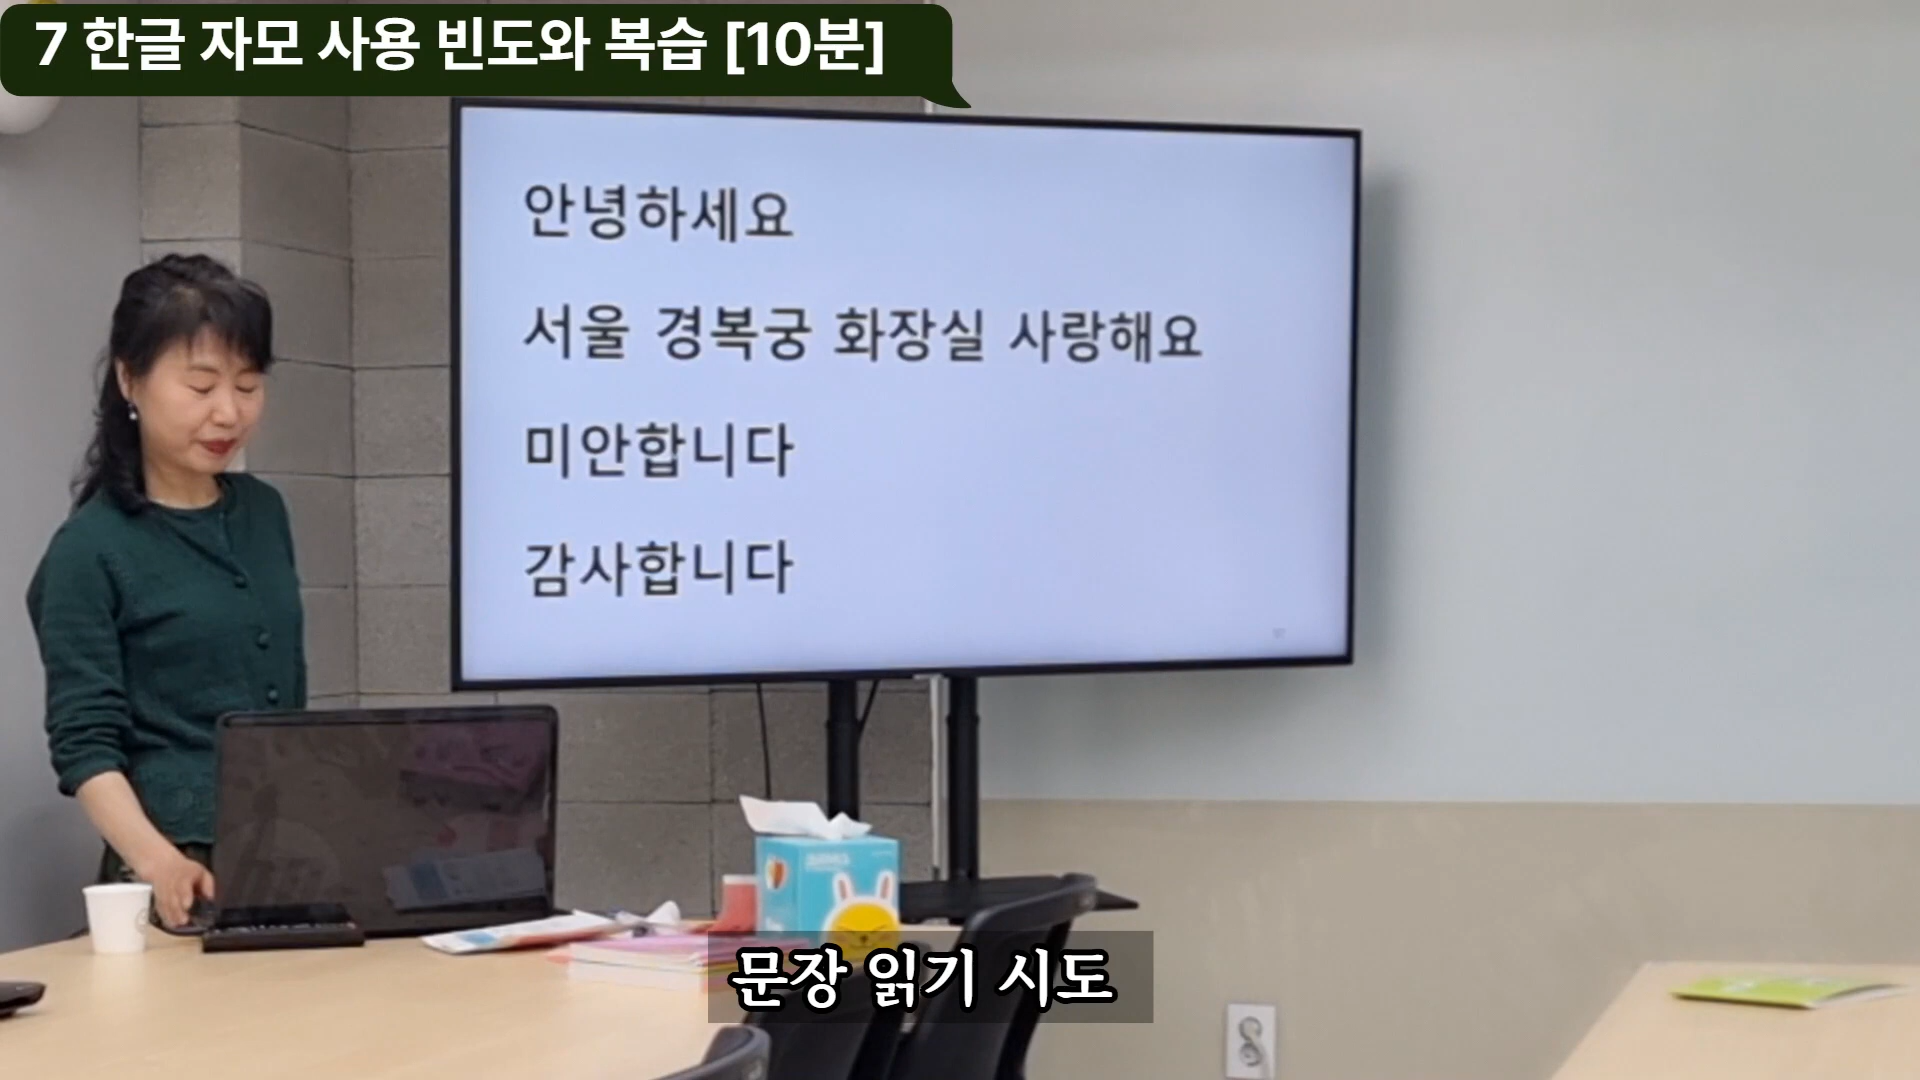 7 한글 자모 사용 빈도와 복습 [10분]
안녕하세요
서울 경복궁 화장실 사랑해요
미안합니다
감사합니다
문장 읽기 시도